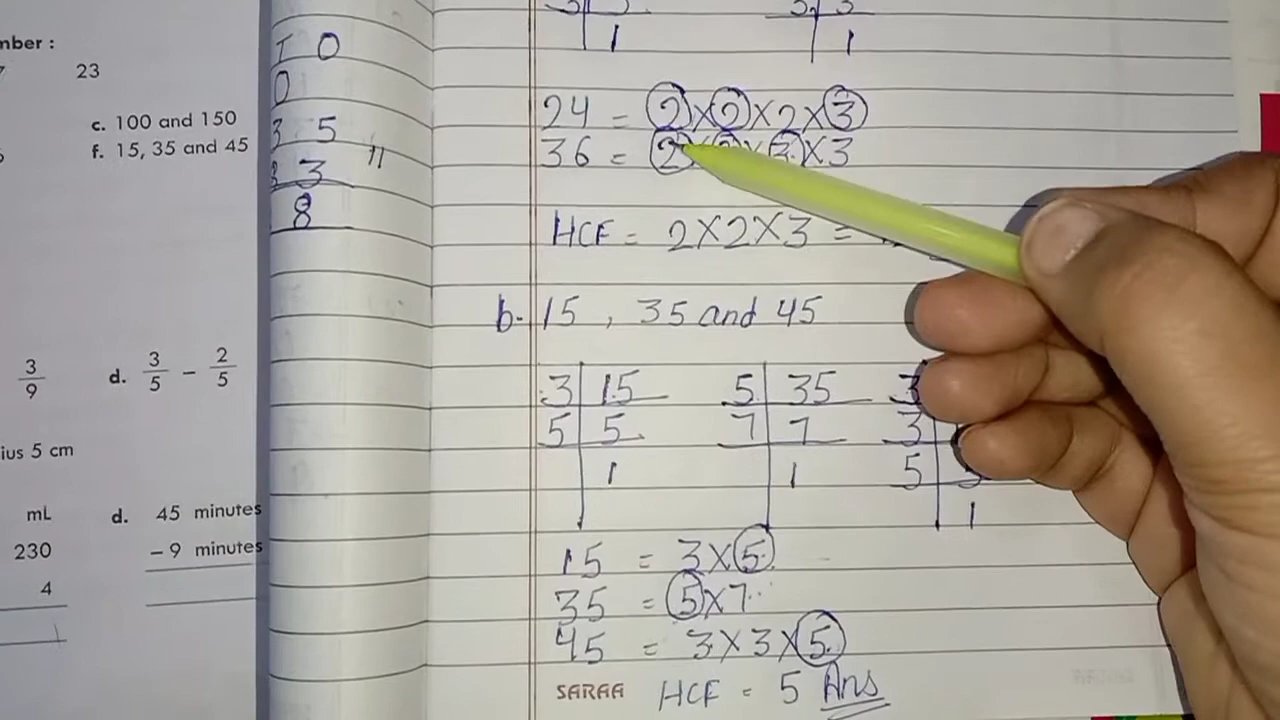 mber :
23
c. 100 and 150
f. 15, 35 and 45
3/9 d. 3/5 - 2/5
ius 5 cm
mL d. 45 minutes
230 - 9 minutes
4
T O
0
3 5
3
8
1
1
24 = 2×2×2×3
36 = 2×2×3×3
HCF = 2×2×3 =
b. 15 , 35 and 45
3 15 5 35 3
5 5 7 7 3
1 1 5
1
15 = 3×5
35 = 5×7
45 = 3×3×5
SARAA HCF = 5 Ans